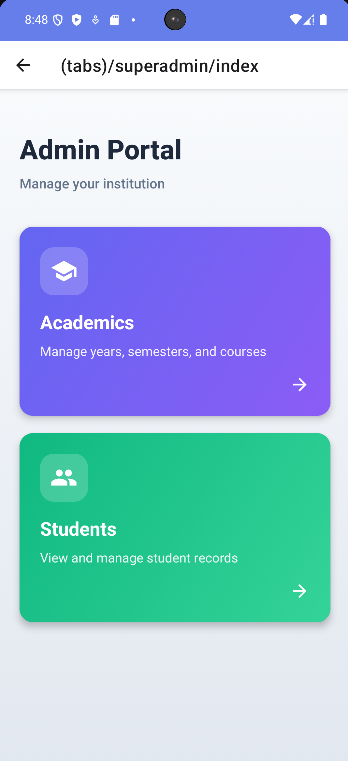 8:48
(tabs)/superadmin/index
Admin Portal
Manage your institution
Academics
Manage years, semesters, and courses
Students
View and manage student records